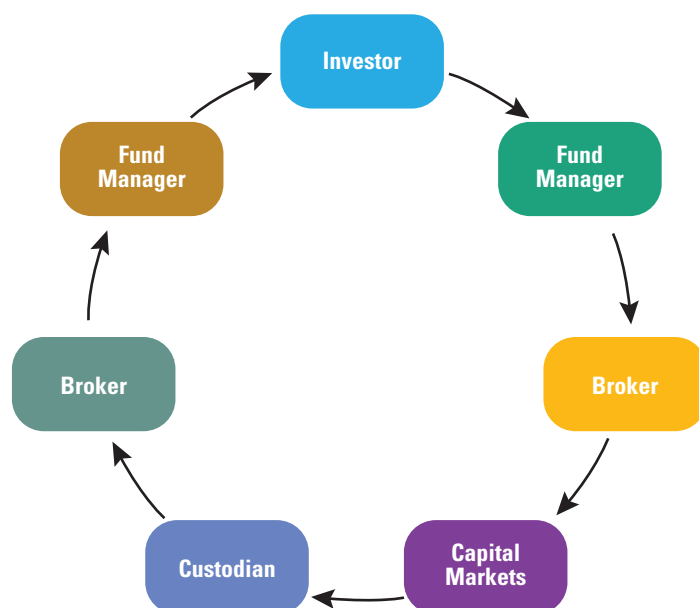 Investor
Fund
Manager
Broker
Capital
Markets
Custodian
Broker
Fund
Manager